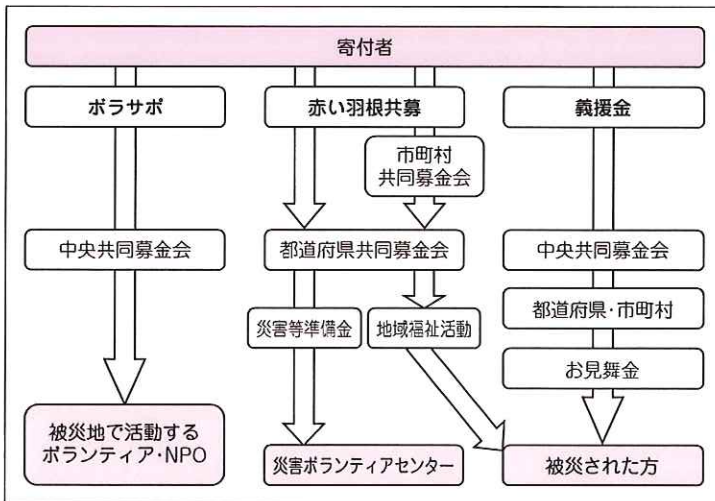 寄付者
ボラサポ
赤い羽根共募
義援金
市町村
共同募金会
中央共同募金会
都道府県共同募金会
中央共同募金会
災害等準備金
地域福祉活動
都道府県・市町村
お見舞金
被災地で活動する
ボランティア・NPO
災害ボランティアセンター
被災された方